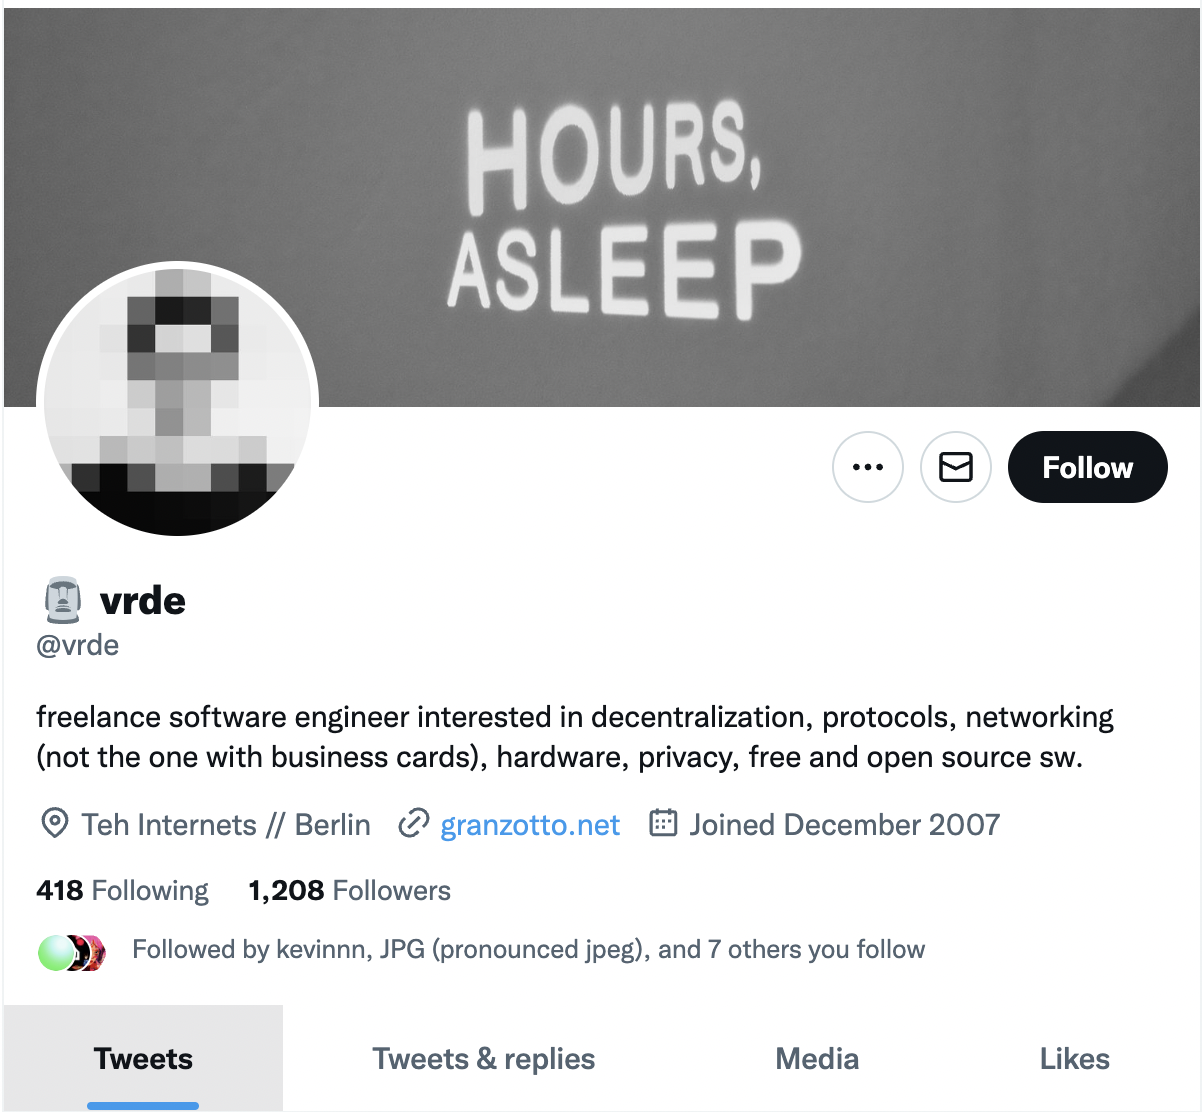 HOURS,
ASLEEP
Follow
🗿 vrde
@vrde
freelance software engineer interested in decentralization, protocols, networking
(not the one with business cards), hardware, privacy, free and open source sw.
Teh Internets // Berlin granzotto.net Joined December 2007
418 Following 1,208 Followers
Followed by kevinnn, JPG (pronounced jpeg), and 7 others you follow
Tweets Tweets & replies Media Likes